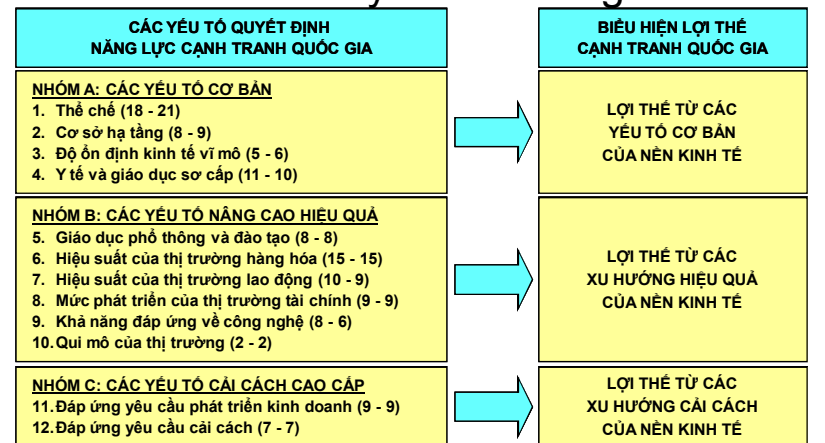 CÁC YẾU TỐ QUYẾT ĐỊNH
NĂNG LỰC CẠNH TRANH QUỐC GIA
NHÓM A: CÁC YẾU TỐ CƠ BẢN
1. Thể chế (18 - 21)
2. Cơ sở hạ tầng (8 - 9)
3. Độ ổn định kinh tế vĩ mô (5 - 6)
4. Y tế và giáo dục sơ cấp (11 - 10)
NHÓM B: CÁC YẾU TỐ NÂNG CAO HIỆU QUẢ
5. Giáo dục phổ thông và đào tạo (8 - 8)
6. Hiệu suất của thị trường hàng hóa (15 - 15)
7. Hiệu suất của thị trường lao động (10 - 9)
8. Mức phát triển của thị trường tài chính (9 - 9)
9. Khả năng đáp ứng về công nghệ (8 - 6)
10.Qui mô của thị trường (2 - 2)
NHÓM C: CÁC YẾU TỐ CẢI CÁCH CAO CẤP
11.Đáp ứng yêu cầu phát triển kinh doanh (9 - 9)
12.Đáp ứng yêu cầu cải cách (7 - 7)
BIỂU HIỆN LỢI THẾ
CẠNH TRANH QUỐC GIA
LỢI THẾ TỪ CÁC
YẾU TỐ CƠ BẢN
CỦA NỀN KINH TẾ
LỢI THẾ TỪ CÁC
XU HƯỚNG HIỆU QUẢ
CỦA NỀN KINH TẾ
LỢI THẾ TỪ CÁC
XU HƯỚNG CẢI CÁCH
CỦA NỀN KINH TẾ